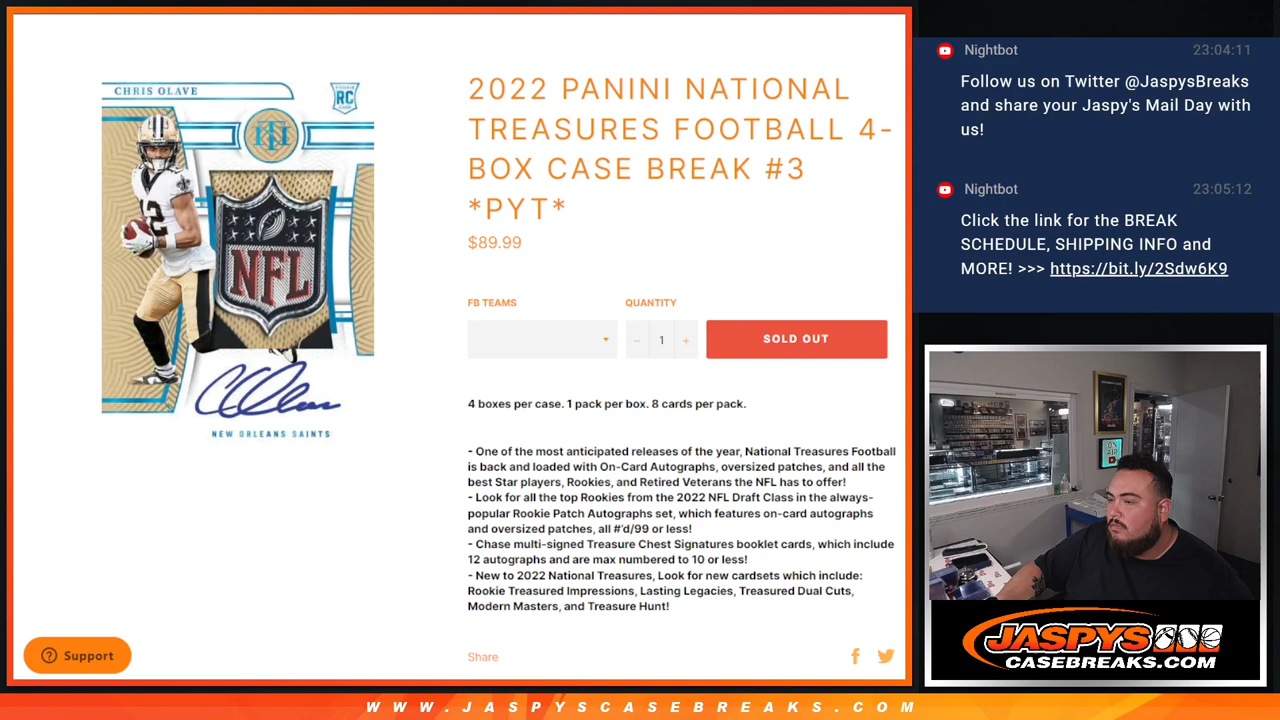 CHRIS OLAVE
RC
NFL
NEW ORLEANS SAINTS
2022 PANINI NATIONAL
TREASURES FOOTBALL 4-
BOX CASE BREAK #3
*PYT*
$89.99
FB TEAMS
QUANTITY
− 1 +
SOLD OUT
4 boxes per case. 1 pack per box. 8 cards per pack.
- One of the most anticipated releases of the year, National Treasures Football
is back and loaded with On-Card Autographs, oversized patches, and all the
best Star players, Rookies, and Retired Veterans the NFL has to offer!
- Look for all the top Rookies from the 2022 NFL Draft Class in the always-
popular Rookie Patch Autographs set, which features on-card autographs
and oversized patches, all #'d/99 or less!
- Chase multi-signed Treasure Chest Signatures booklet cards, which include
12 autographs and are max numbered to 10 or less!
- New to 2022 National Treasures, Look for new cardsets which include:
Rookie Treasured Impressions, Lasting Legacies, Treasured Dual Cuts,
Modern Masters, and Treasure Hunt!
Support
Share
Nightbot 23:04:11
Follow us on Twitter @JaspysBreaks
and share your Jaspy's Mail Day with
us!
Nightbot 23:05:12
Click the link for the BREAK
SCHEDULE, SHIPPING INFO and
MORE! >>> https://bit.ly/2Sdw6K9
ON
AIR
JASPYS
CASEBREAKS.COM
WWW.JASPYSCASEBREAKS.COM